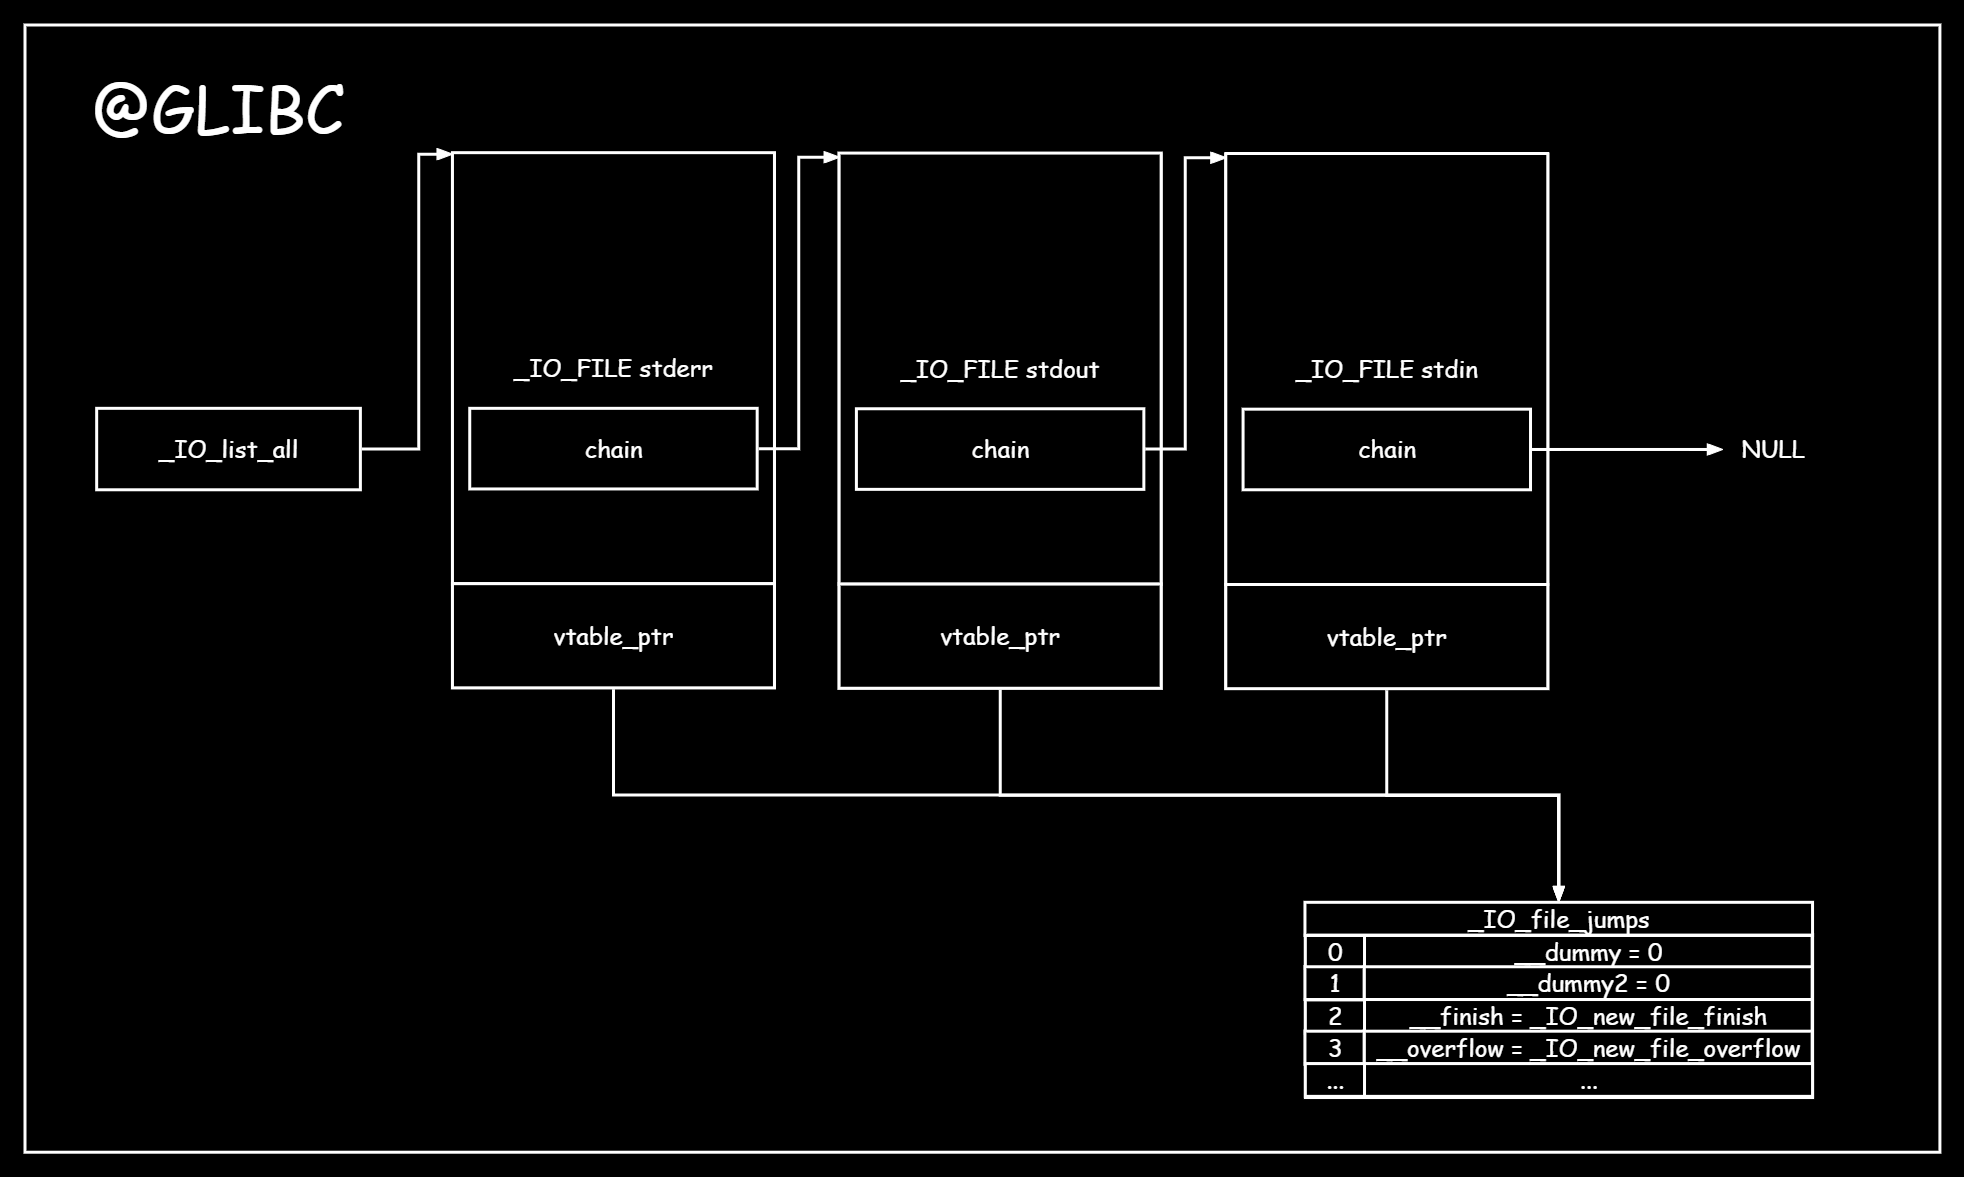 @GLIBC
_IO_FILE stderr
_IO_FILE stdout
_IO_FILE stdin
_IO_list_all
chain
chain
chain
NULL
vtable_ptr
vtable_ptr
vtable_ptr
_IO_file_jumps
0 __dummy = 0
1 __dummy2 = 0
2 __finish = _IO_new_file_finish
3 __overflow = _IO_new_file_overflow
... ...